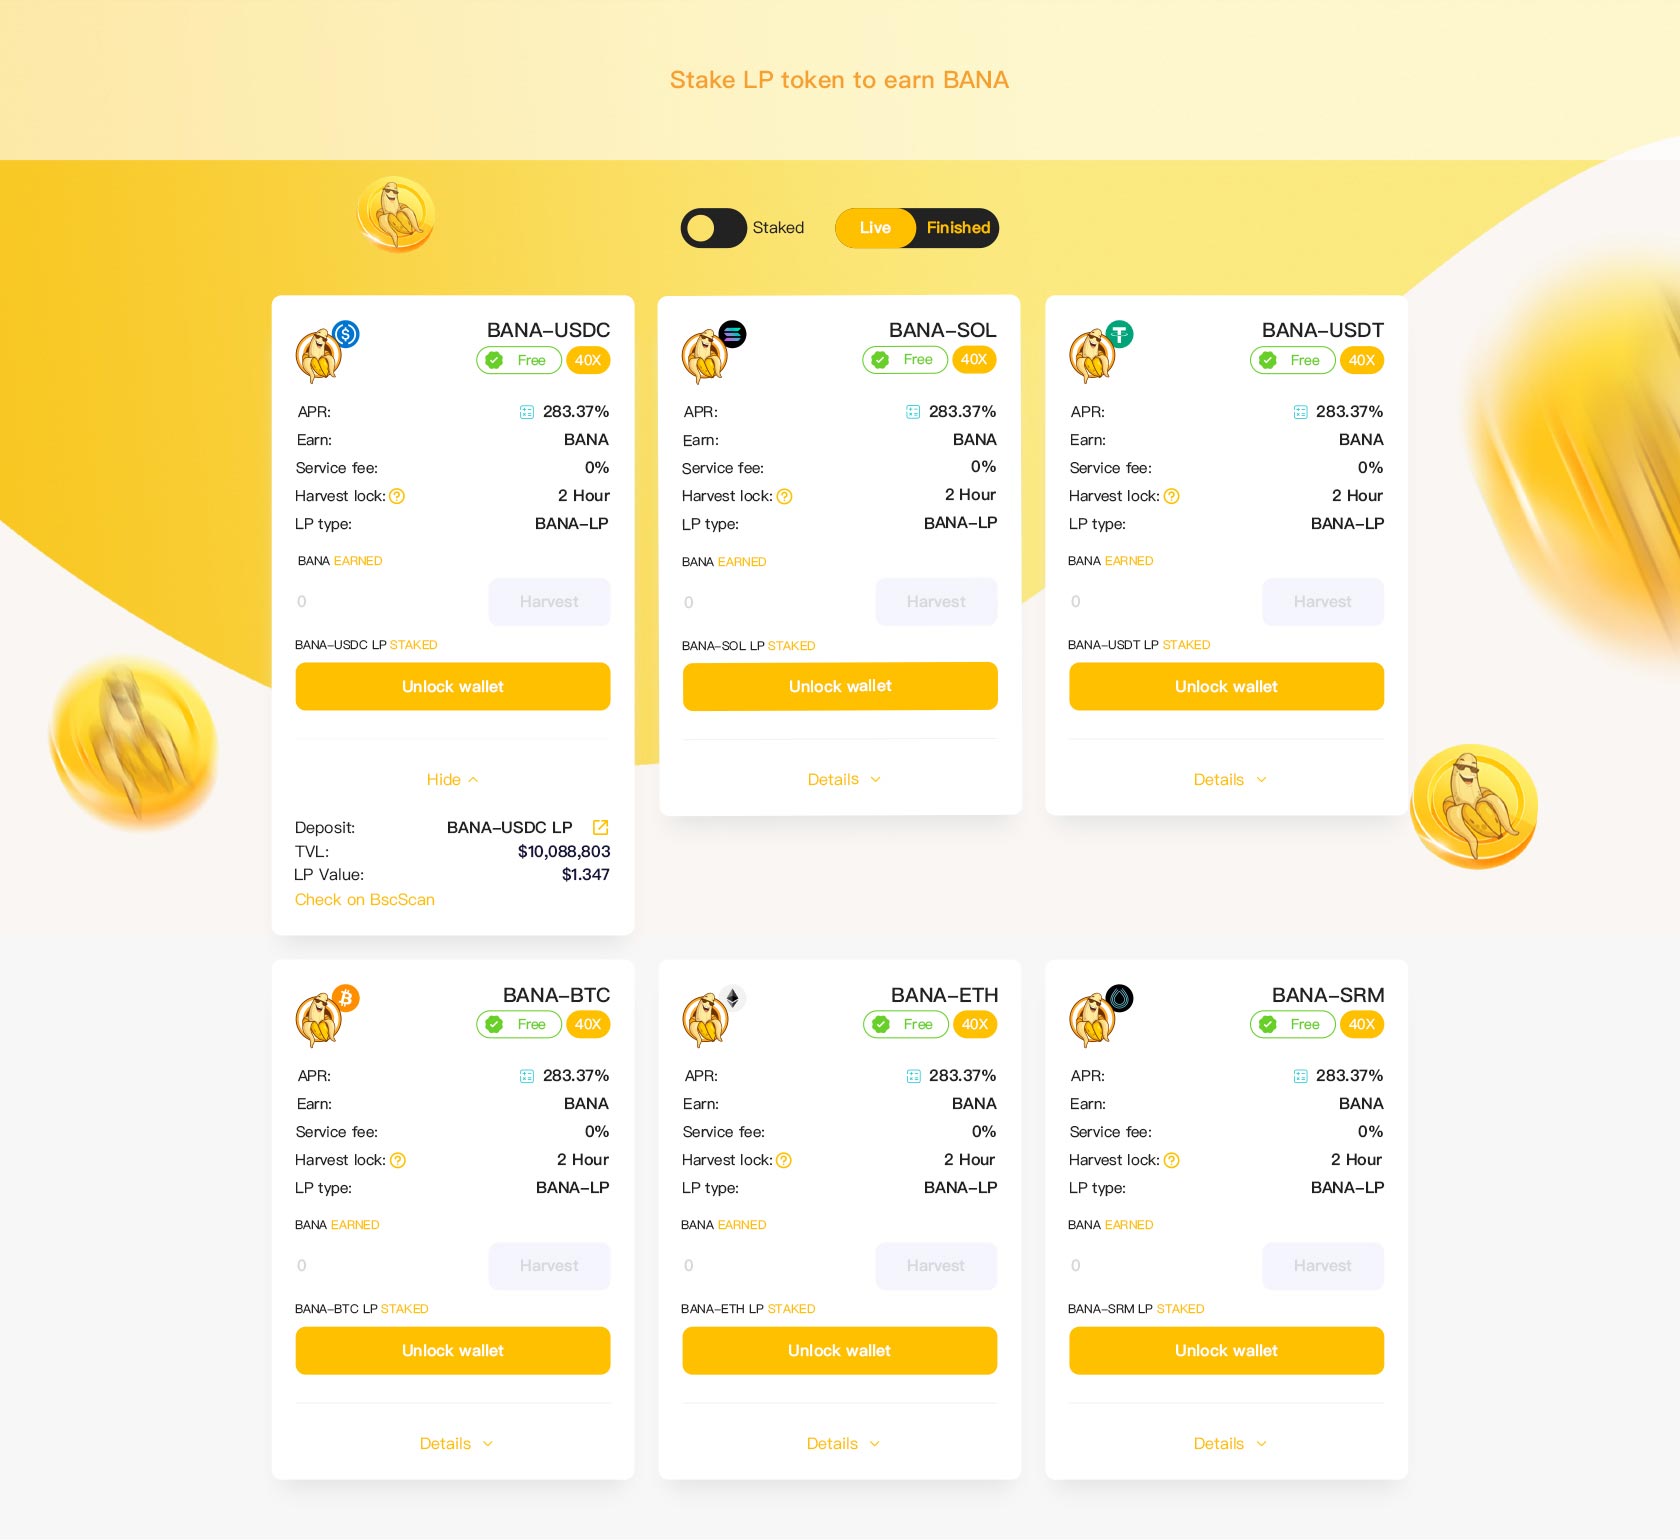 Stake LP token to earn BANA
Staked
Live Finished
BANA-USDC
Free 40X
APR: 283.37%
Earn: BANA
Service fee: 0%
Harvest lock: 2 Hour
LP type: BANA-LP
BANA EARNED
0 Harvest
BANA-USDC LP STAKED
Unlock wallet
Hide
Deposit: BANA-USDC LP
TVL: $10,088,803
LP Value: $1.347
Check on BscScan
BANA-SOL
Free 40X
APR: 283.37%
Earn: BANA
Service fee: 0%
Harvest lock: 2 Hour
LP type: BANA-LP
BANA EARNED
0 Harvest
BANA-SOL LP STAKED
Unlock wallet
Details
BANA-USDT
Free 40X
APR: 283.37%
Earn: BANA
Service fee: 0%
Harvest lock: 2 Hour
LP type: BANA-LP
BANA EARNED
0 Harvest
BANA-USDT LP STAKED
Unlock wallet
Details
BANA-BTC
Free 40X
APR: 283.37%
Earn: BANA
Service fee: 0%
Harvest lock: 2 Hour
LP type: BANA-LP
BANA EARNED
0 Harvest
BANA-BTC LP STAKED
Unlock wallet
Details
BANA-ETH
Free 40X
APR: 283.37%
Earn: BANA
Service fee: 0%
Harvest lock: 2 Hour
LP type: BANA-LP
BANA EARNED
0 Harvest
BANA-ETH LP STAKED
Unlock wallet
Details
BANA-SRM
Free 40X
APR: 283.37%
Earn: BANA
Service fee: 0%
Harvest lock: 2 Hour
LP type: BANA-LP
BANA EARNED
0 Harvest
BANA-SRM LP STAKED
Unlock wallet
Details